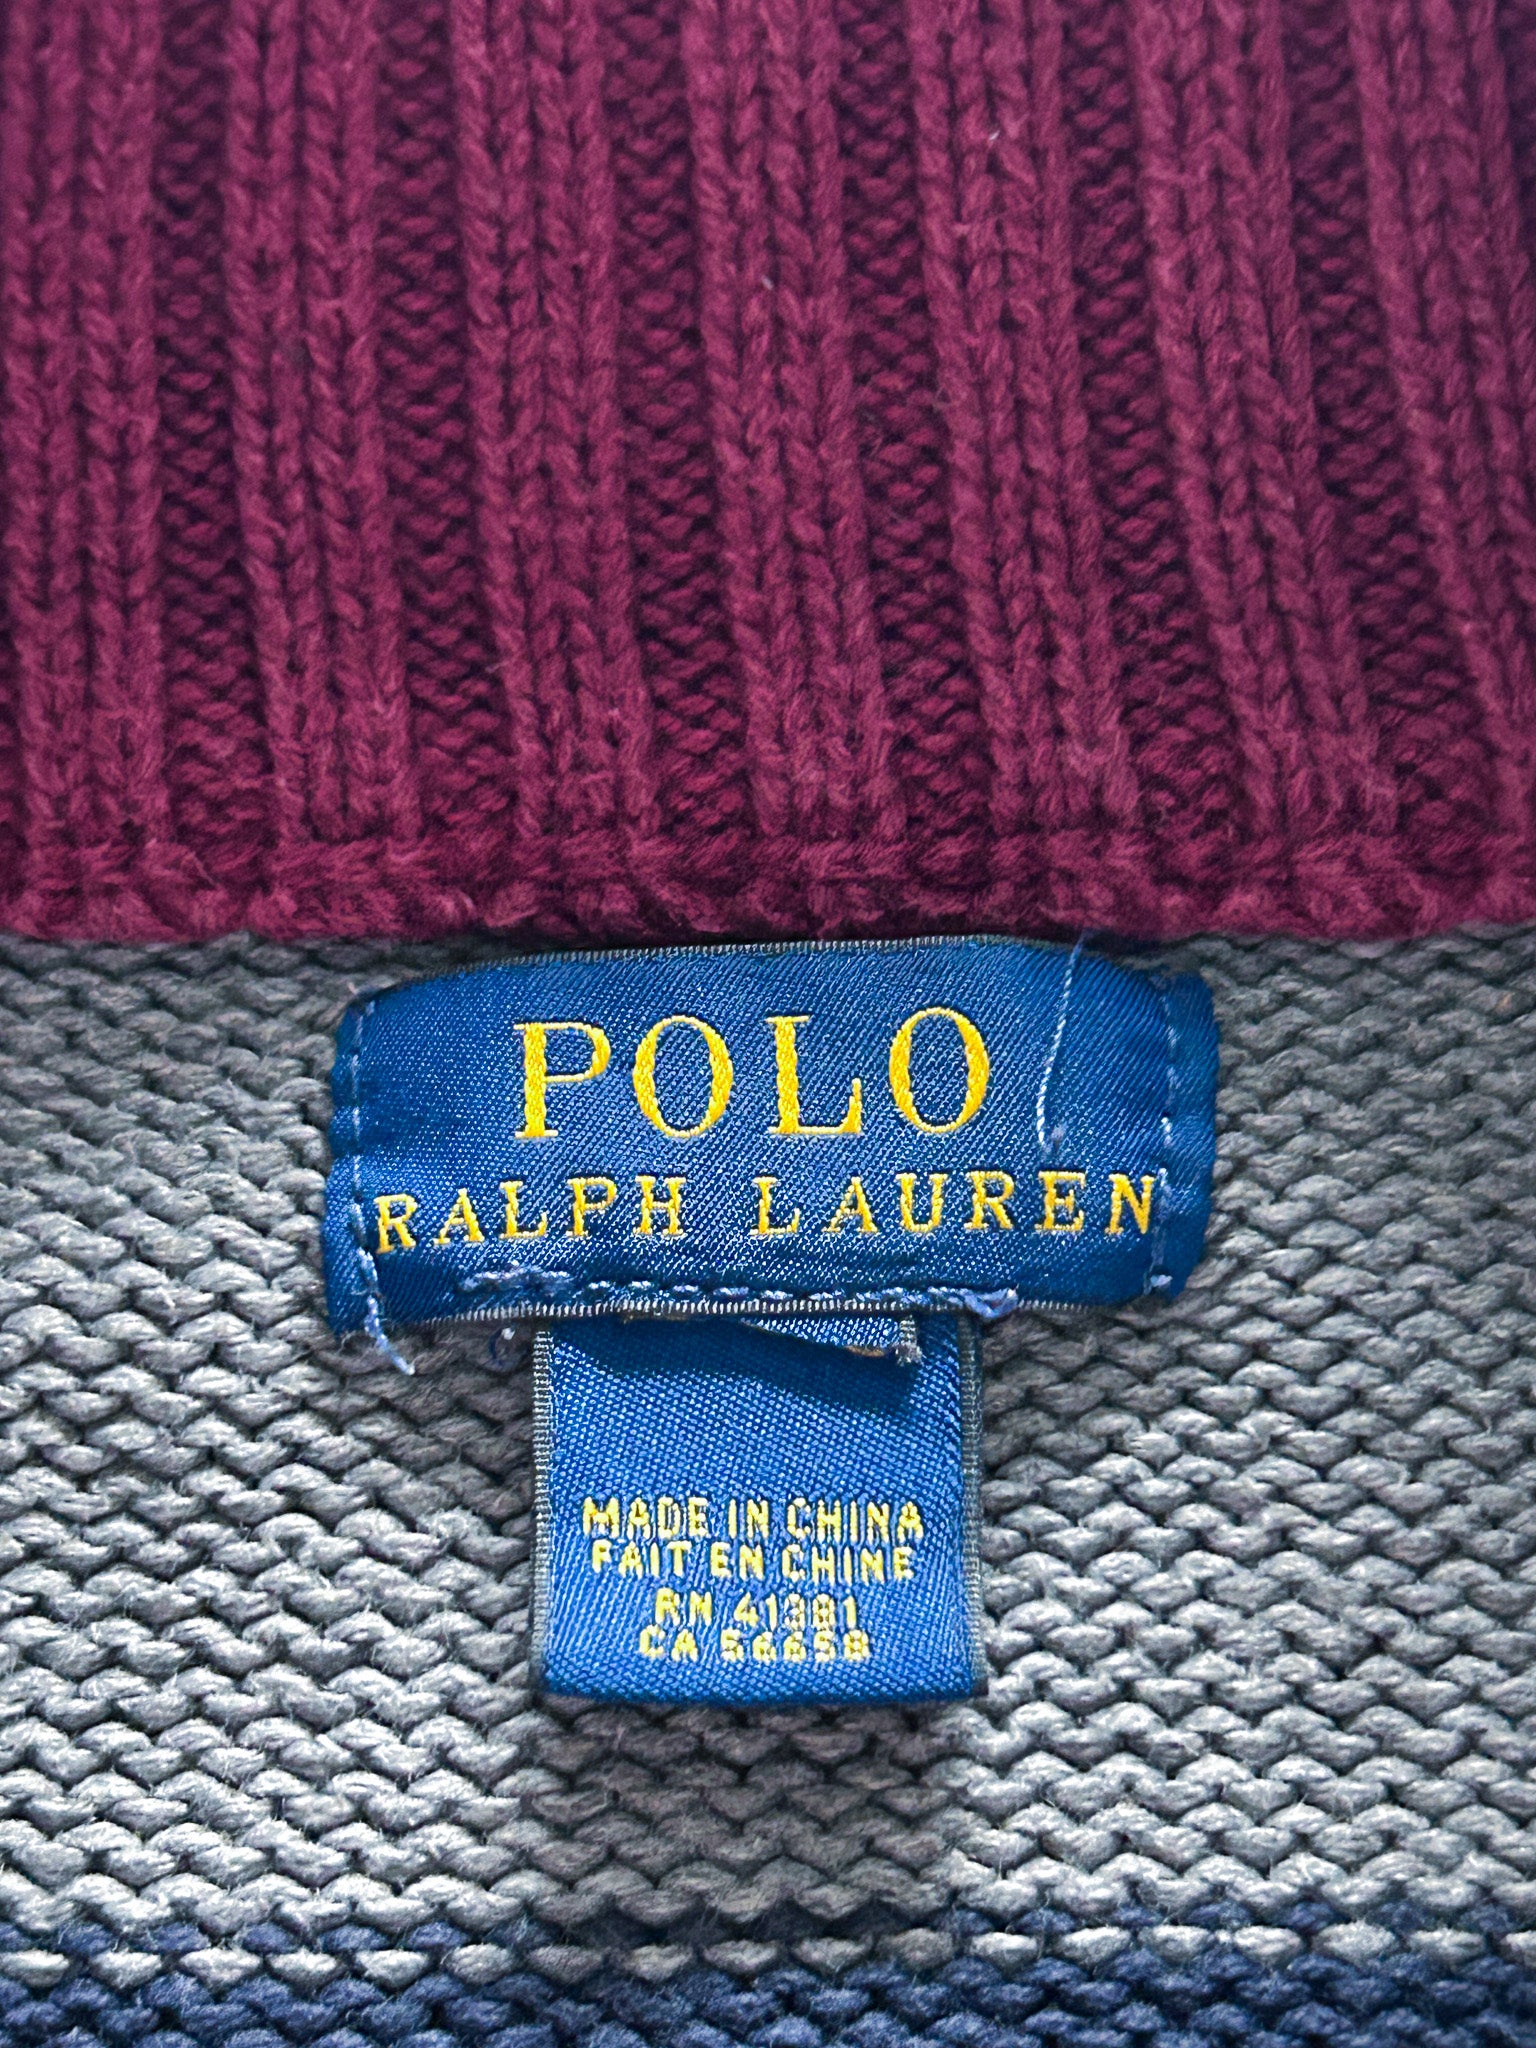 POLO
RALPH LAUREN
MADE IN CHINA
FAIT EN CHINE
RN 41381
CA 56658